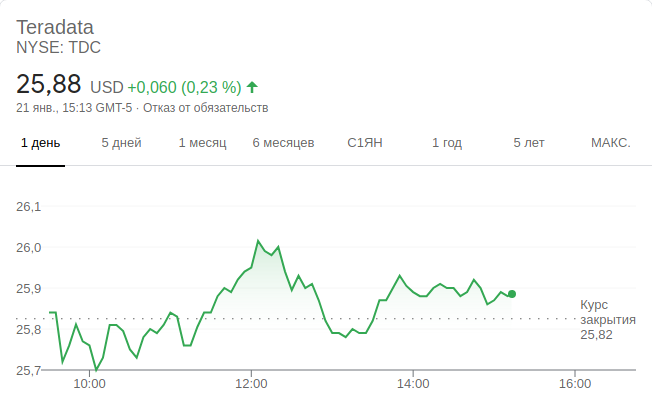 Teradata
NYSE: TDC
25,88 USD +0,060 (0,23 %)
21 янв., 15:13 GMT-5 · Отказ от обязательств
1 день 5 дней 1 месяц 6 месяцев С1ЯН 1 год 5 лет МАКС.
26,1
26,0
25,9
Курс
25,8 закрытия
25,82
25,7
10:00 12:00 14:00 16:00